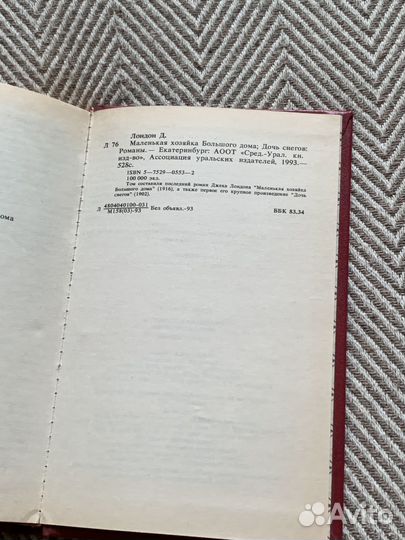 Лондон Д.
Л 76 Маленькая хозяйка Большого дома; Дочь снегов:
Романы. — Екатеринбург: АООТ «Сред.-Урал. кн.
изд-во», Ассоциация уральских издателей, 1993.—
528с.
ISBN 5—7529—0553—2
100 000 экз.
Том составили последний роман Джека Лондона "Маленькая хозяйка
Большого дома" (1916), а также первое его крупное произведение "Дочь
снегов" (1902).
Л 4804040100—031 Без объявл.-93 ББК 83.34
М158(03)-93
ома
Avito